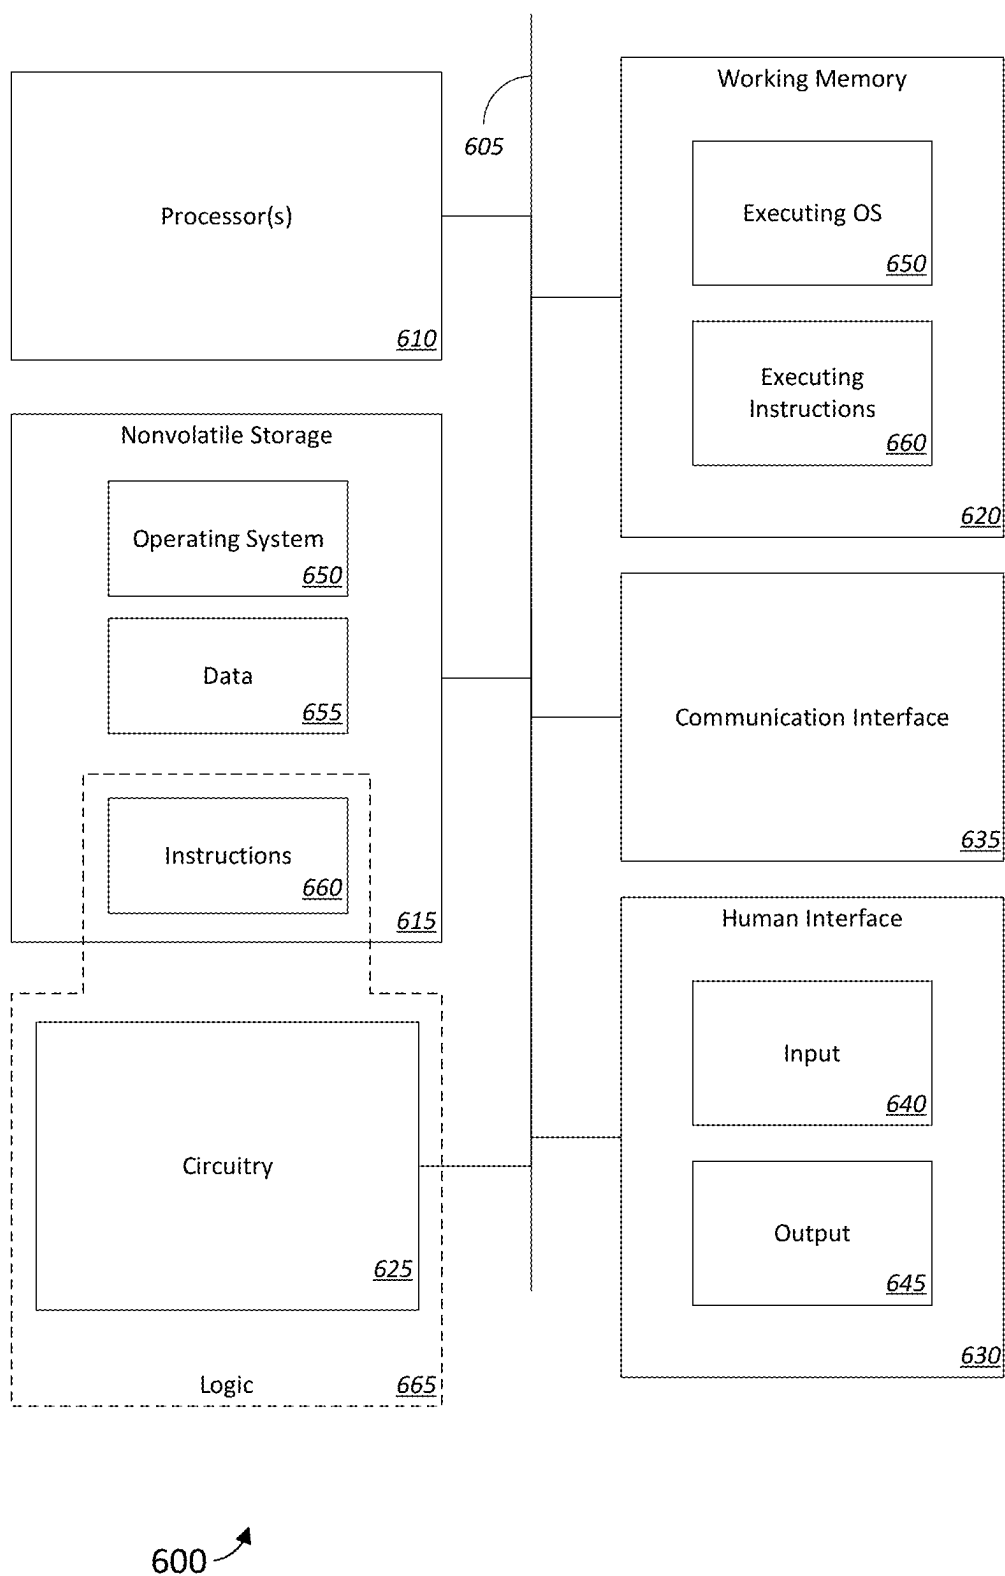 605
Processor(s)
610
Nonvolatile Storage
Operating System
650
Data
655
Instructions
660
615
Circuitry
625
Logic
665
Working Memory
Executing OS
650
Executing
Instructions
660
620
Communication Interface
635
Human Interface
Input
640
Output
645
630
600